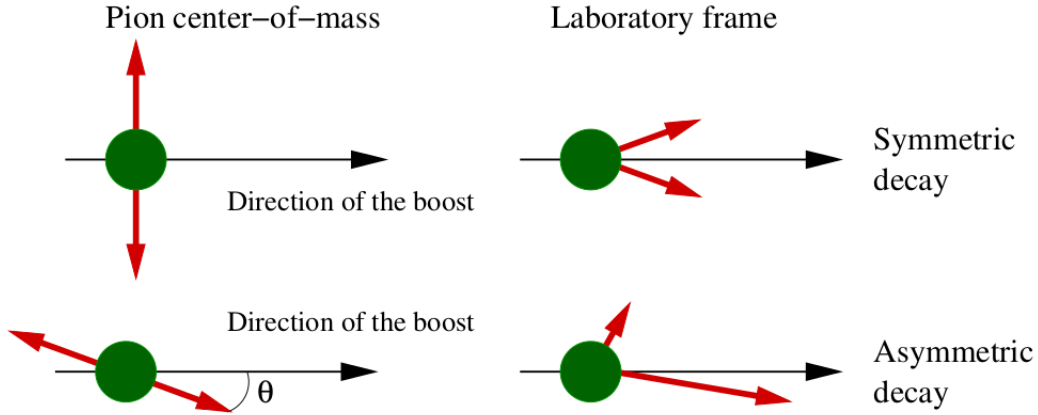 Pion center−of−mass
Laboratory frame
Direction of the boost
Symmetric
decay
Direction of the boost
θ
Asymmetric
decay